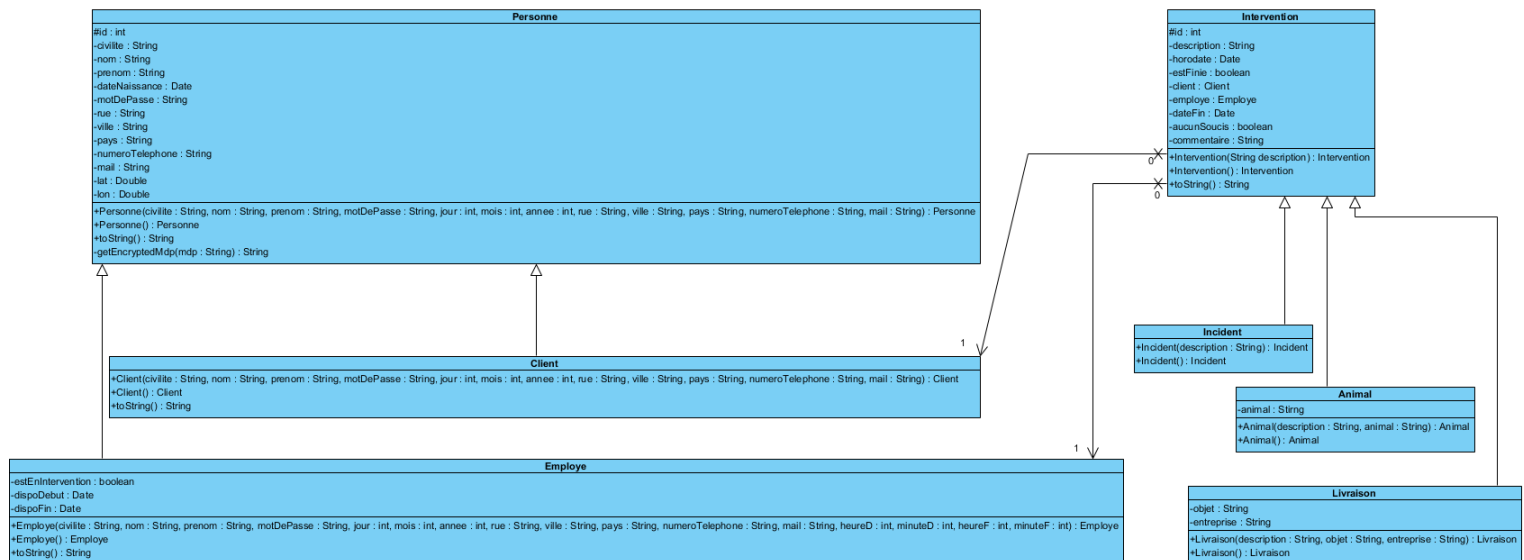 Personne
#id : int
-civilite : String
-nom : String
-prenom : String
-dateNaissance : Date
-motDePasse : String
-rue : String
-ville : String
-pays : String
-numeroTelephone : String
-mail : String
-lat : Double
-lon : Double
+Personne(civilite : String, nom : String, prenom : String, motDePasse : String, jour : int, mois : int, annee : int, rue : String, ville : String, pays : String, numeroTelephone : String, mail : String) : Personne
+Personne() : Personne
+toString() : String
-getEncryptedMdp(mdp : String) : String
Intervention
#id : int
-description : String
-horodate : Date
-estFinie : boolean
-client : Client
-employe : Employe
-dateFin : Date
-aucunSoucis : boolean
-commentaire : String
+Intervention(String description) : Intervention
+Intervention() : Intervention
+toString() : String
0
0
1
1
Client
+Client(civilite : String, nom : String, prenom : String, motDePasse : String, jour : int, mois : int, annee : int, rue : String, ville : String, pays : String, numeroTelephone : String, mail : String) : Client
+Client() : Client
+toString() : String
Incident
+Incident(description : String) : Incident
+Incident() : Incident
Animal
-animal : Stirng
+Animal(description : String, animal : String) : Animal
+Animal() : Animal
Employe
-estEnIntervention : boolean
-dispoDebut : Date
-dispoFin : Date
+Employe(civilite : String, nom : String, prenom : String, motDePasse : String, jour : int, mois : int, annee : int, rue : String, ville : String, pays : String, numeroTelephone : String, mail : String, heureD : int, minuteD : int, heureF : int, minuteF : int) : Employe
+Employe() : Employe
+toString() : String
Livraison
-objet : String
-entreprise : String
+Livraison(description : String, objet : String, entreprise : String) : Livraison
+Livraison() : Livraison